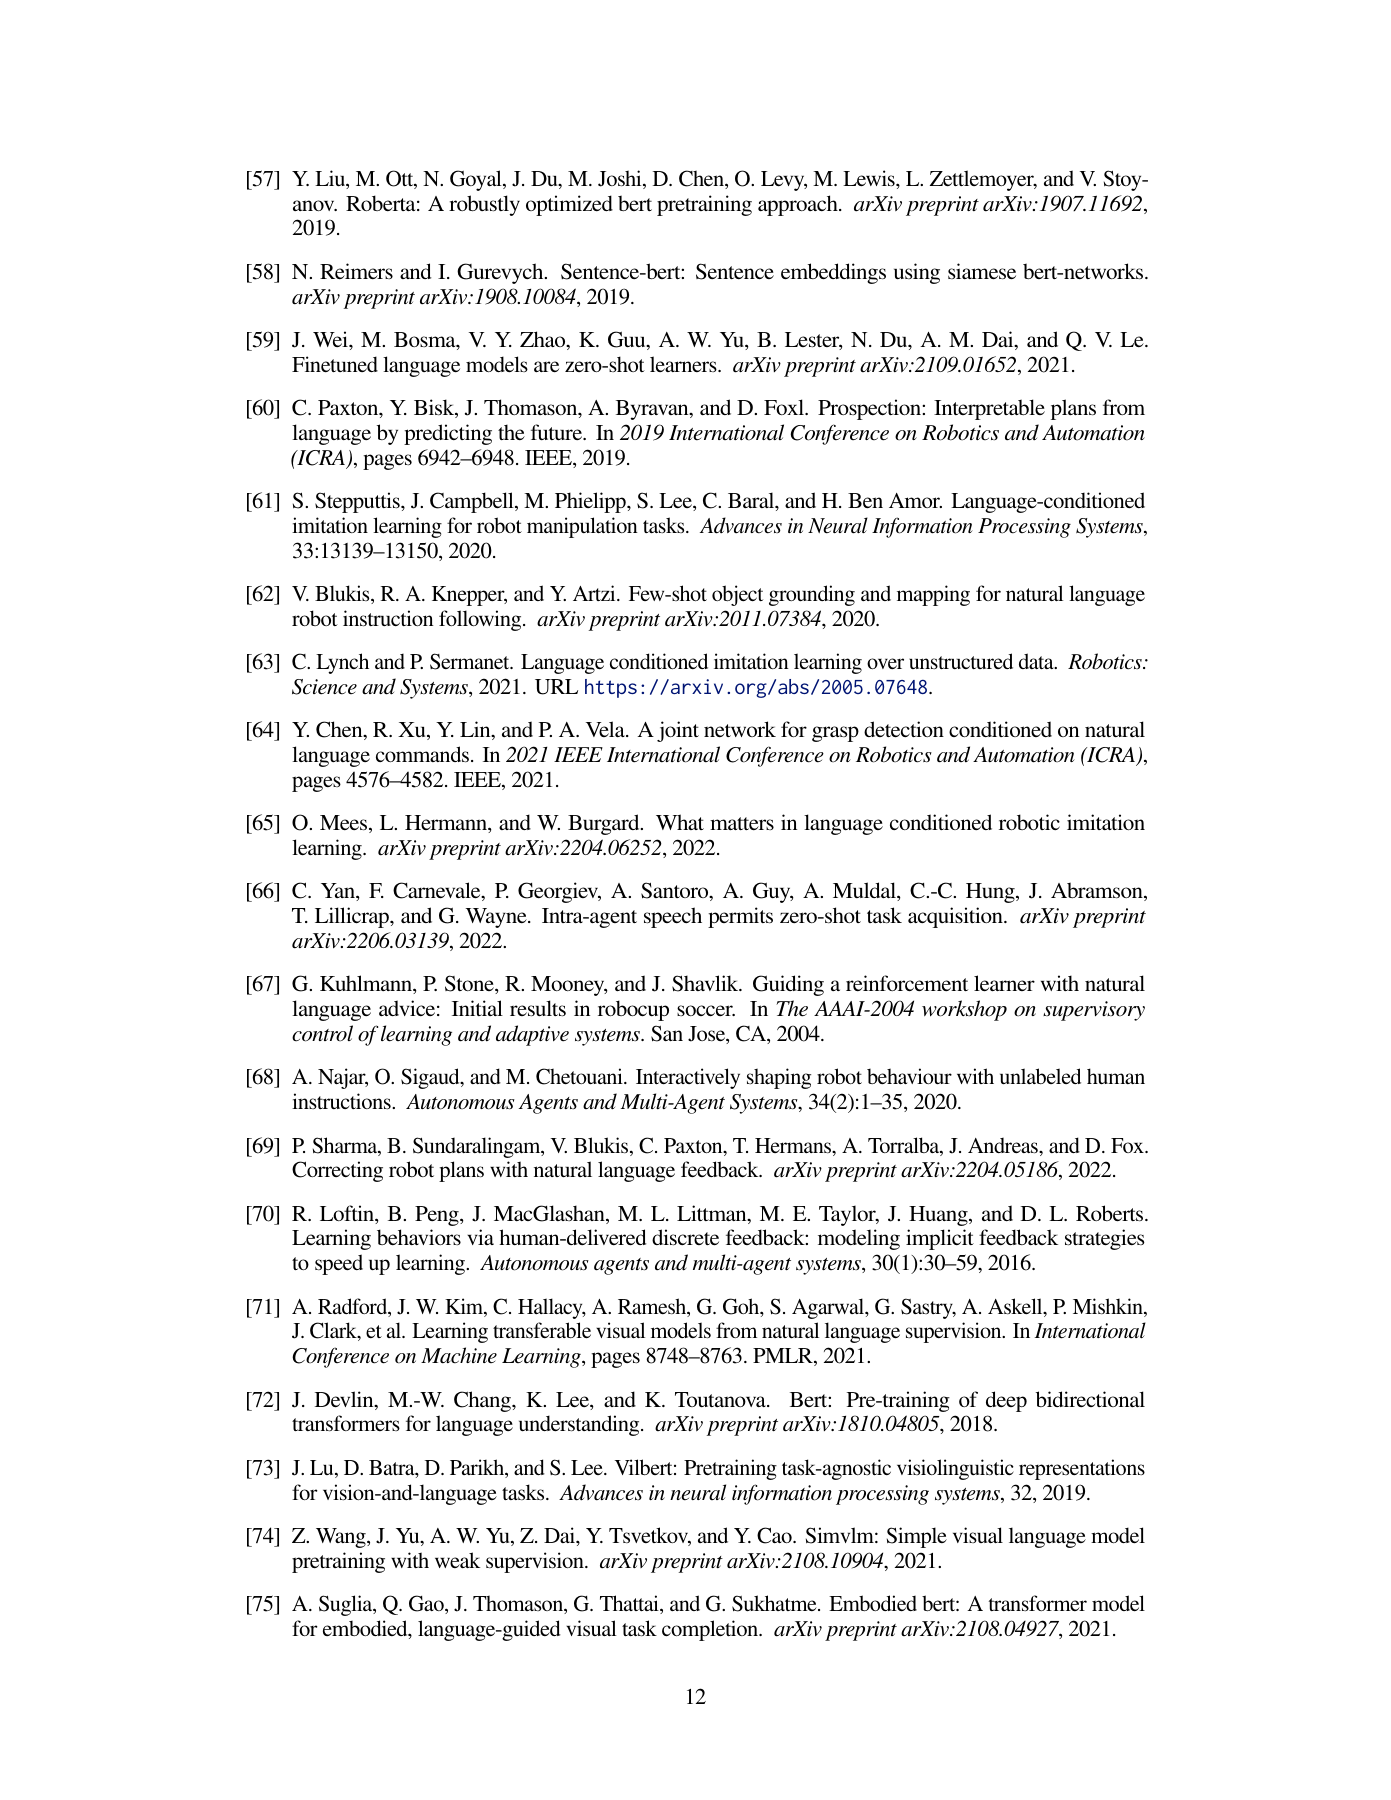 [57] Y. Liu, M. Ott, N. Goyal, J. Du, M. Joshi, D. Chen, O. Levy, M. Lewis, L. Zettlemoyer, and V. Stoy-
anov. Roberta: A robustly optimized bert pretraining approach. arXiv preprint arXiv:1907.11692,
2019.
[58] N. Reimers and I. Gurevych. Sentence-bert: Sentence embeddings using siamese bert-networks.
arXiv preprint arXiv:1908.10084, 2019.
[59] J. Wei, M. Bosma, V. Y. Zhao, K. Guu, A. W. Yu, B. Lester, N. Du, A. M. Dai, and Q. V. Le.
Finetuned language models are zero-shot learners. arXiv preprint arXiv:2109.01652, 2021.
[60] C. Paxton, Y. Bisk, J. Thomason, A. Byravan, and D. Foxl. Prospection: Interpretable plans from
language by predicting the future. In 2019 International Conference on Robotics and Automation
(ICRA), pages 6942–6948. IEEE, 2019.
[61] S. Stepputtis, J. Campbell, M. Phielipp, S. Lee, C. Baral, and H. Ben Amor. Language-conditioned
imitation learning for robot manipulation tasks. Advances in Neural Information Processing Systems,
33:13139–13150, 2020.
[62] V. Blukis, R. A. Knepper, and Y. Artzi. Few-shot object grounding and mapping for natural language
robot instruction following. arXiv preprint arXiv:2011.07384, 2020.
[63] C. Lynch and P. Sermanet. Language conditioned imitation learning over unstructured data. Robotics:
Science and Systems, 2021. URL https://arxiv.org/abs/2005.07648.
[64] Y. Chen, R. Xu, Y. Lin, and P. A. Vela. A joint network for grasp detection conditioned on natural
language commands. In 2021 IEEE International Conference on Robotics and Automation (ICRA),
pages 4576–4582. IEEE, 2021.
[65] O. Mees, L. Hermann, and W. Burgard. What matters in language conditioned robotic imitation
learning. arXiv preprint arXiv:2204.06252, 2022.
[66] C. Yan, F. Carnevale, P. Georgiev, A. Santoro, A. Guy, A. Muldal, C.-C. Hung, J. Abramson,
T. Lillicrap, and G. Wayne. Intra-agent speech permits zero-shot task acquisition. arXiv preprint
arXiv:2206.03139, 2022.
[67] G. Kuhlmann, P. Stone, R. Mooney, and J. Shavlik. Guiding a reinforcement learner with natural
language advice: Initial results in robocup soccer. In The AAAI-2004 workshop on supervisory
control of learning and adaptive systems. San Jose, CA, 2004.
[68] A. Najar, O. Sigaud, and M. Chetouani. Interactively shaping robot behaviour with unlabeled human
instructions. Autonomous Agents and Multi-Agent Systems, 34(2):1–35, 2020.
[69] P. Sharma, B. Sundaralingam, V. Blukis, C. Paxton, T. Hermans, A. Torralba, J. Andreas, and D. Fox.
Correcting robot plans with natural language feedback. arXiv preprint arXiv:2204.05186, 2022.
[70] R. Loftin, B. Peng, J. MacGlashan, M. L. Littman, M. E. Taylor, J. Huang, and D. L. Roberts.
Learning behaviors via human-delivered discrete feedback: modeling implicit feedback strategies
to speed up learning. Autonomous agents and multi-agent systems, 30(1):30–59, 2016.
[71] A. Radford, J. W. Kim, C. Hallacy, A. Ramesh, G. Goh, S. Agarwal, G. Sastry, A. Askell, P. Mishkin,
J. Clark, et al. Learning transferable visual models from natural language supervision. In International
Conference on Machine Learning, pages 8748–8763. PMLR, 2021.
[72] J. Devlin, M.-W. Chang, K. Lee, and K. Toutanova. Bert: Pre-training of deep bidirectional
transformers for language understanding. arXiv preprint arXiv:1810.04805, 2018.
[73] J. Lu, D. Batra, D. Parikh, and S. Lee. Vilbert: Pretraining task-agnostic visiolinguistic representations
for vision-and-language tasks. Advances in neural information processing systems, 32, 2019.
[74] Z. Wang, J. Yu, A. W. Yu, Z. Dai, Y. Tsvetkov, and Y. Cao. Simvlm: Simple visual language model
pretraining with weak supervision. arXiv preprint arXiv:2108.10904, 2021.
[75] A. Suglia, Q. Gao, J. Thomason, G. Thattai, and G. Sukhatme. Embodied bert: A transformer model
for embodied, language-guided visual task completion. arXiv preprint arXiv:2108.04927, 2021.
12